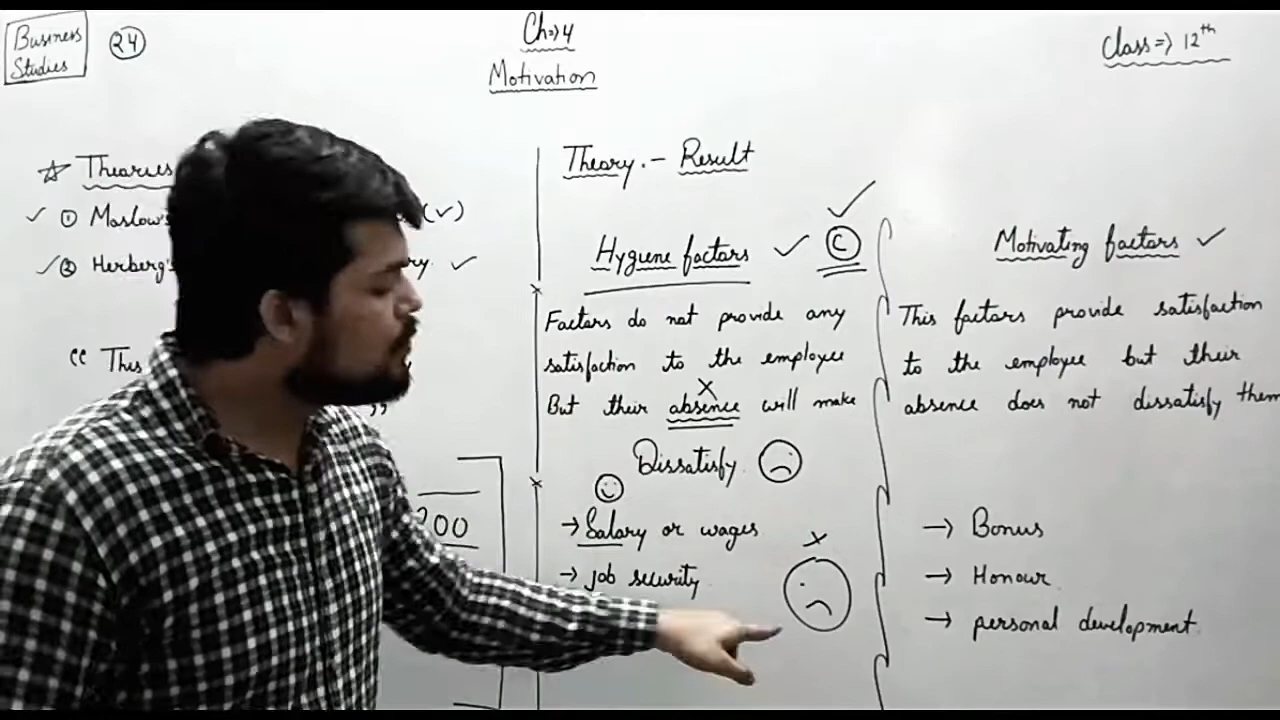 Business
Studies
24
Ch⇒4
Motivation
Class⇒ 12th
☆ Thearies
✓ ① Maslow's (✓)
✓ ② Herberg's ✓
“ This
”
200
Theory.– Result
Hygiene factors ✓ Ⓒ ✓
Factors do not provide any
satisfaction to the employee
But their absence will make
Dissatisfy
→ Salary or wages
→ job security
Motivating factors ✓
This factors provide satisfaction
to the employee but their
absence does not dissatisfy them
→ Bonus
→ Honour
→ personal development